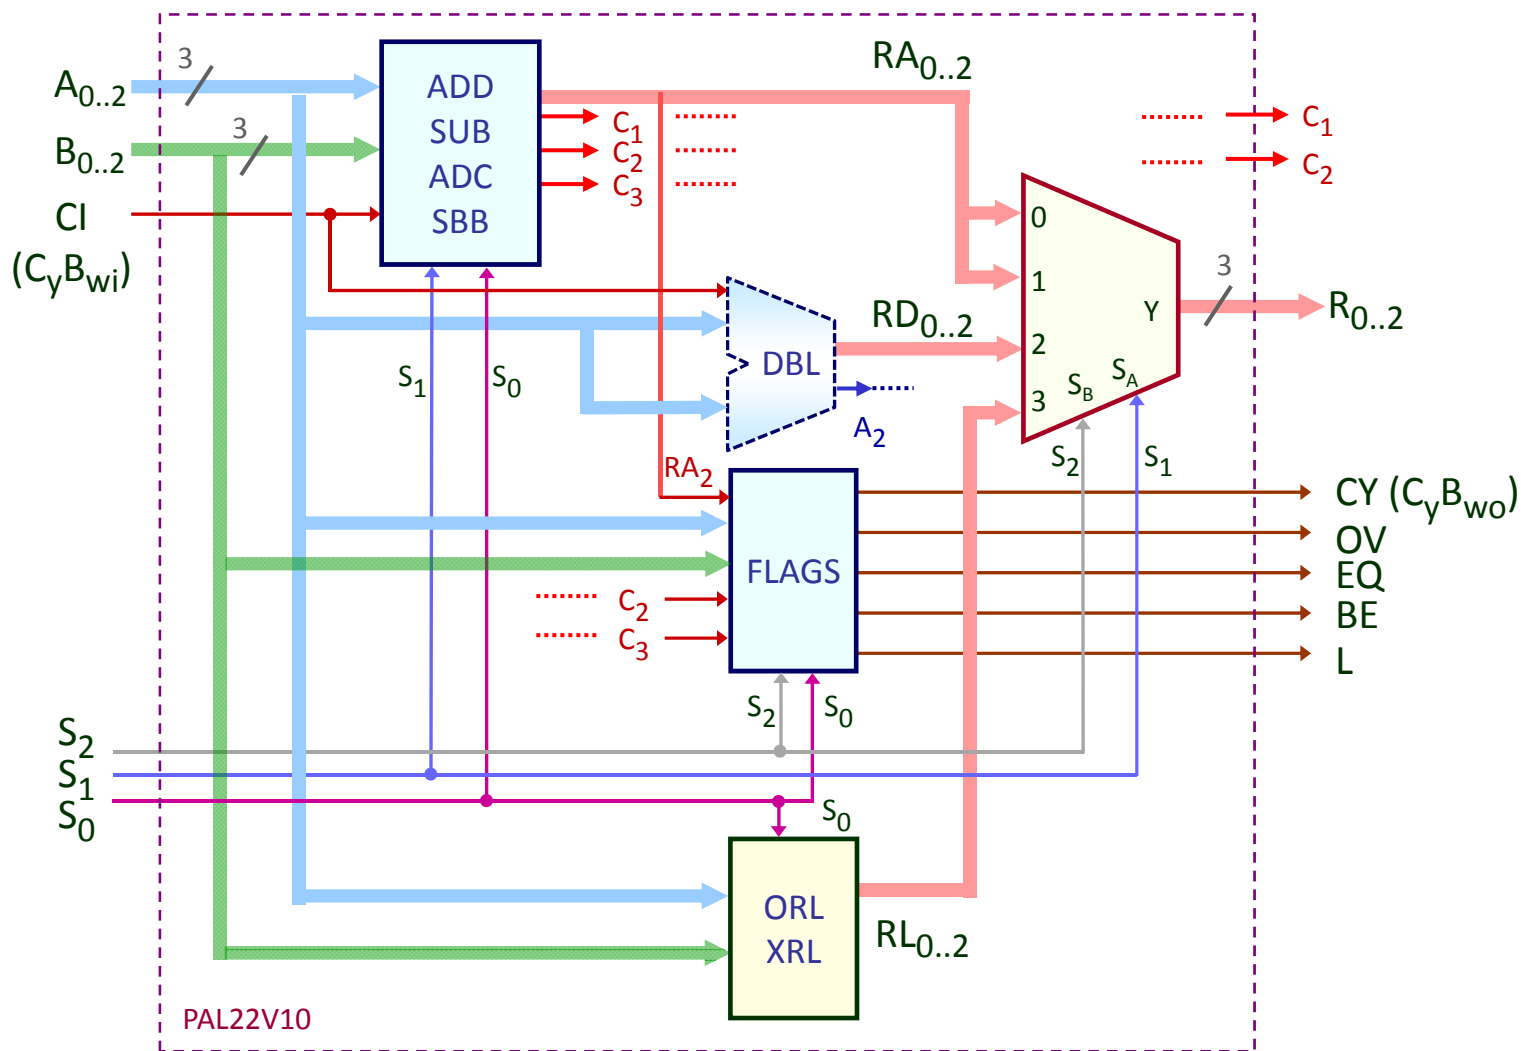 3
A0..2
3
B0..2
CI
(CyBwi)
ADD
SUB
ADC
SBB
C1
C2
C3
RA0..2
C1
C2
0
1
2
3
Y
SB
SA
3
R0..2
S1
S0
DBL
RD0..2
A2
RA2
S2
S1
FLAGS
C2
C3
CY (CyBwo)
OV
EQ
BE
L
S2
S0
S2
S1
S0
S0
ORL
XRL
RL0..2
PAL22V10